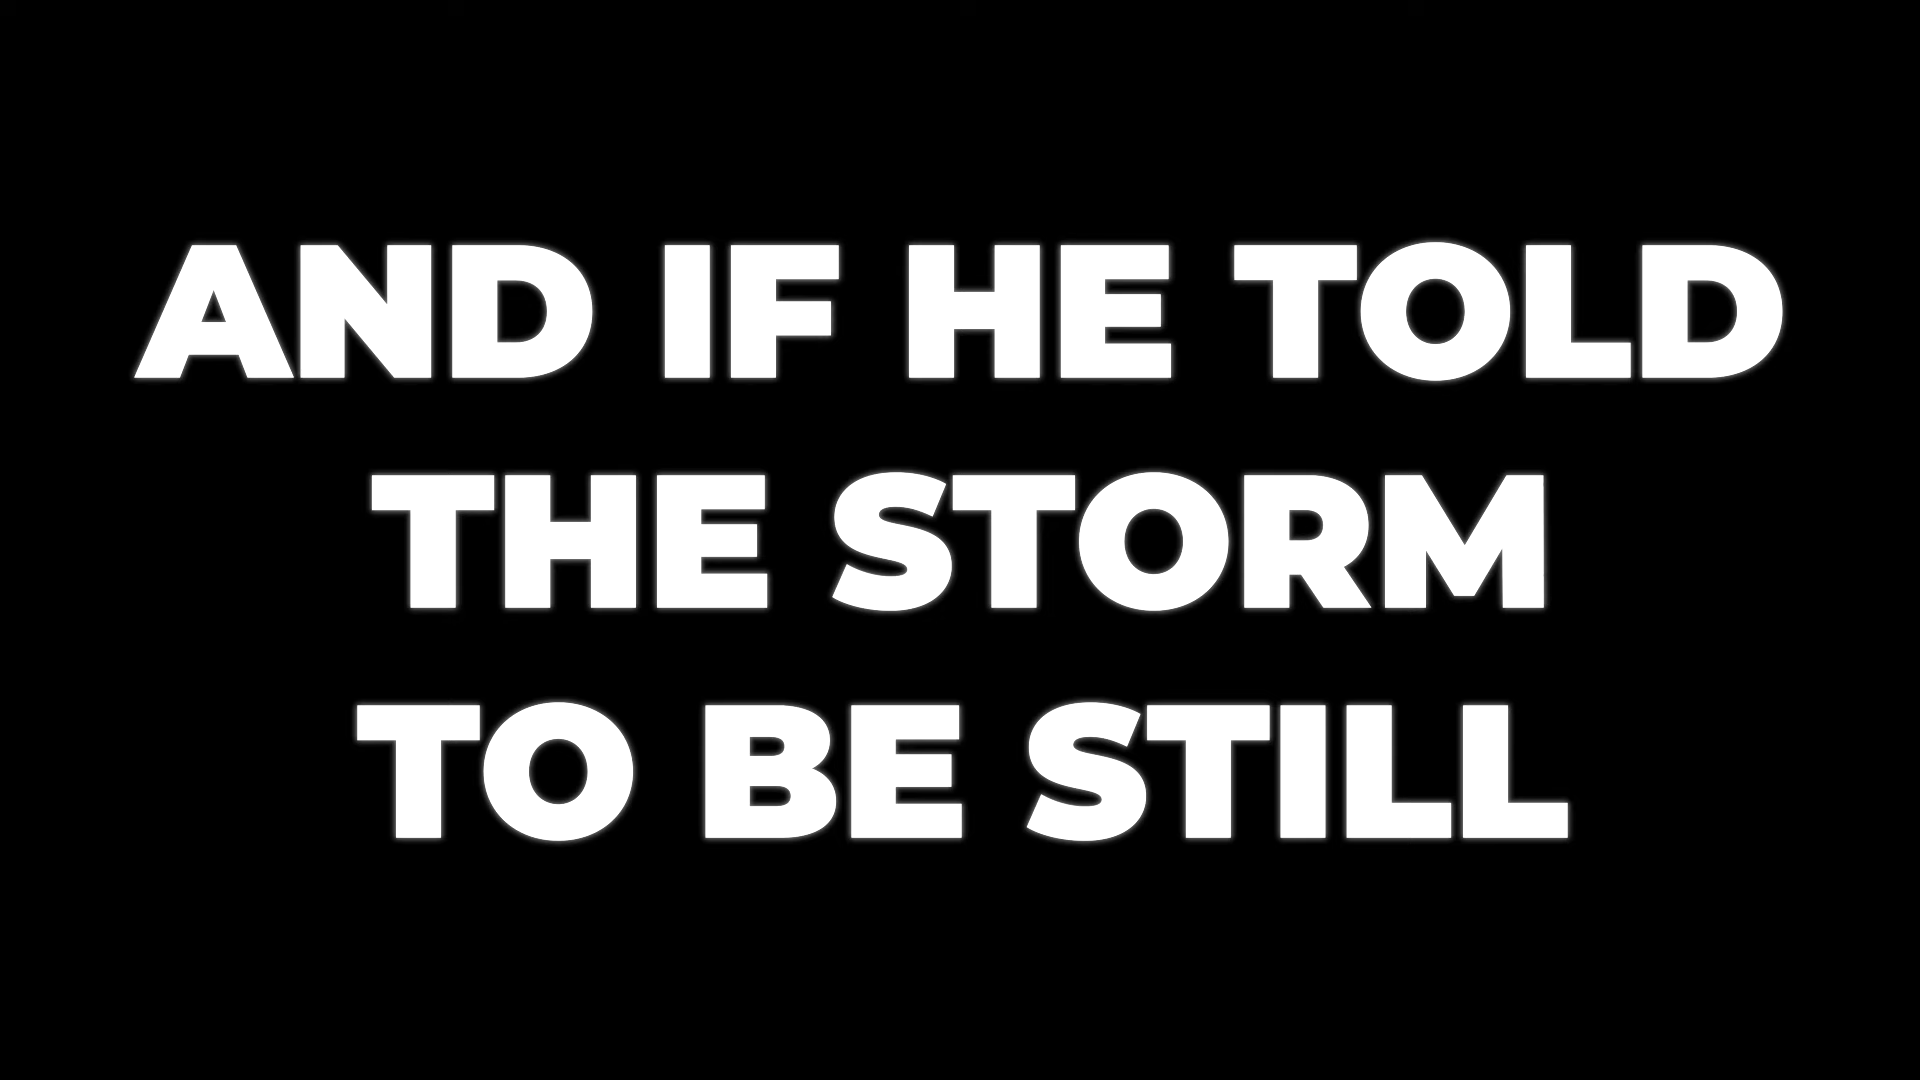 AND IF HE TOLD
THE STORM
TO BE STILL